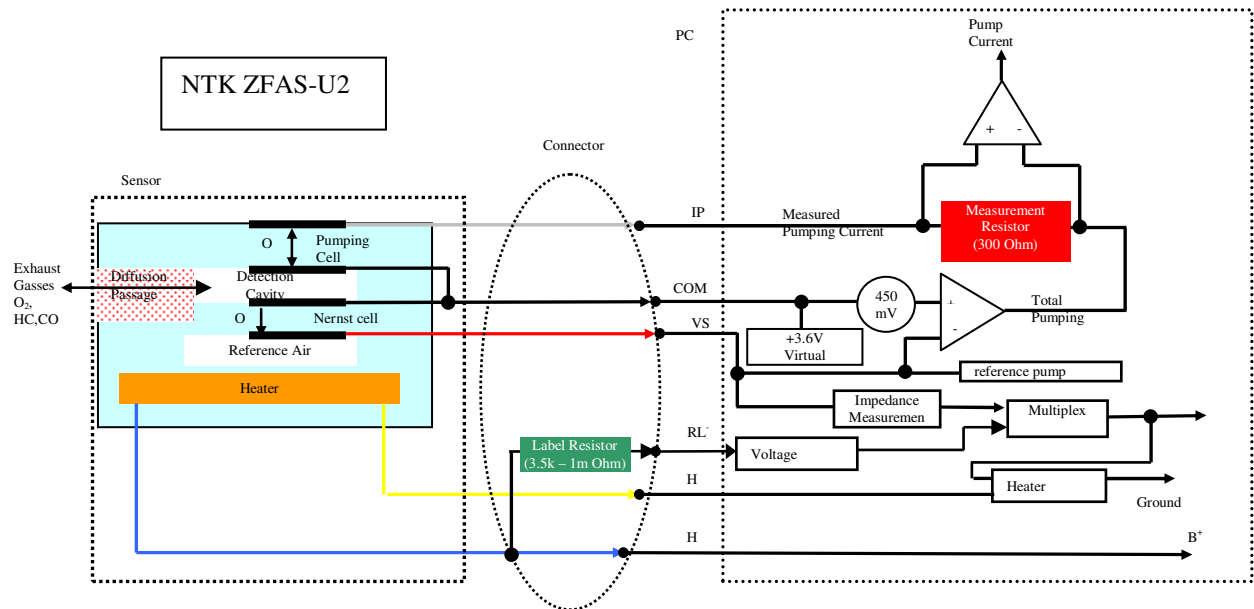 Pump
Current
PC
NTK ZFAS-U2
+ -
Connector
Sensor
IP
Measured
Pumping Current
Measurement
Resistor
(300 Ohm)
O
Pumping
Cell
Exhaust
Gasses
O₂,
HC,CO
Diffusion
Passage
Detection
Cavity
COM
450
mV
+
-
Total
Pumping
O
Nernst cell
VS
+3.6V
Virtual
Reference Air
reference pump
Heater
Impedance
Measuremen
Multiplex
Label Resistor
(3.5k – 1m Ohm)
RL⁻
Voltage
H
Heater
Ground
H
B⁺